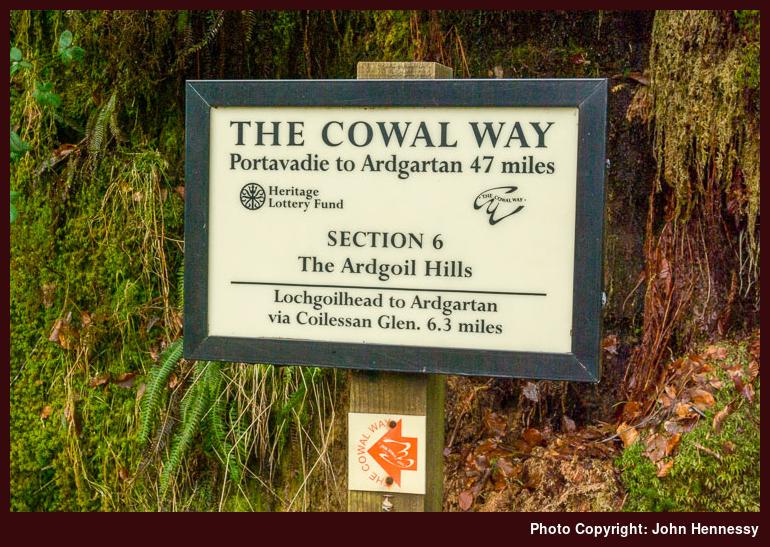 THE COWAL WAY
Portavadie to Ardgartan 47 miles
Heritage
Lottery Fund
THE COWAL WAY
SECTION 6
The Ardgoil Hills
Lochgoilhead to Ardgartan
via Coilessan Glen. 6.3 miles
THE COWAL WAY
Photo Copyright: John Hennessy